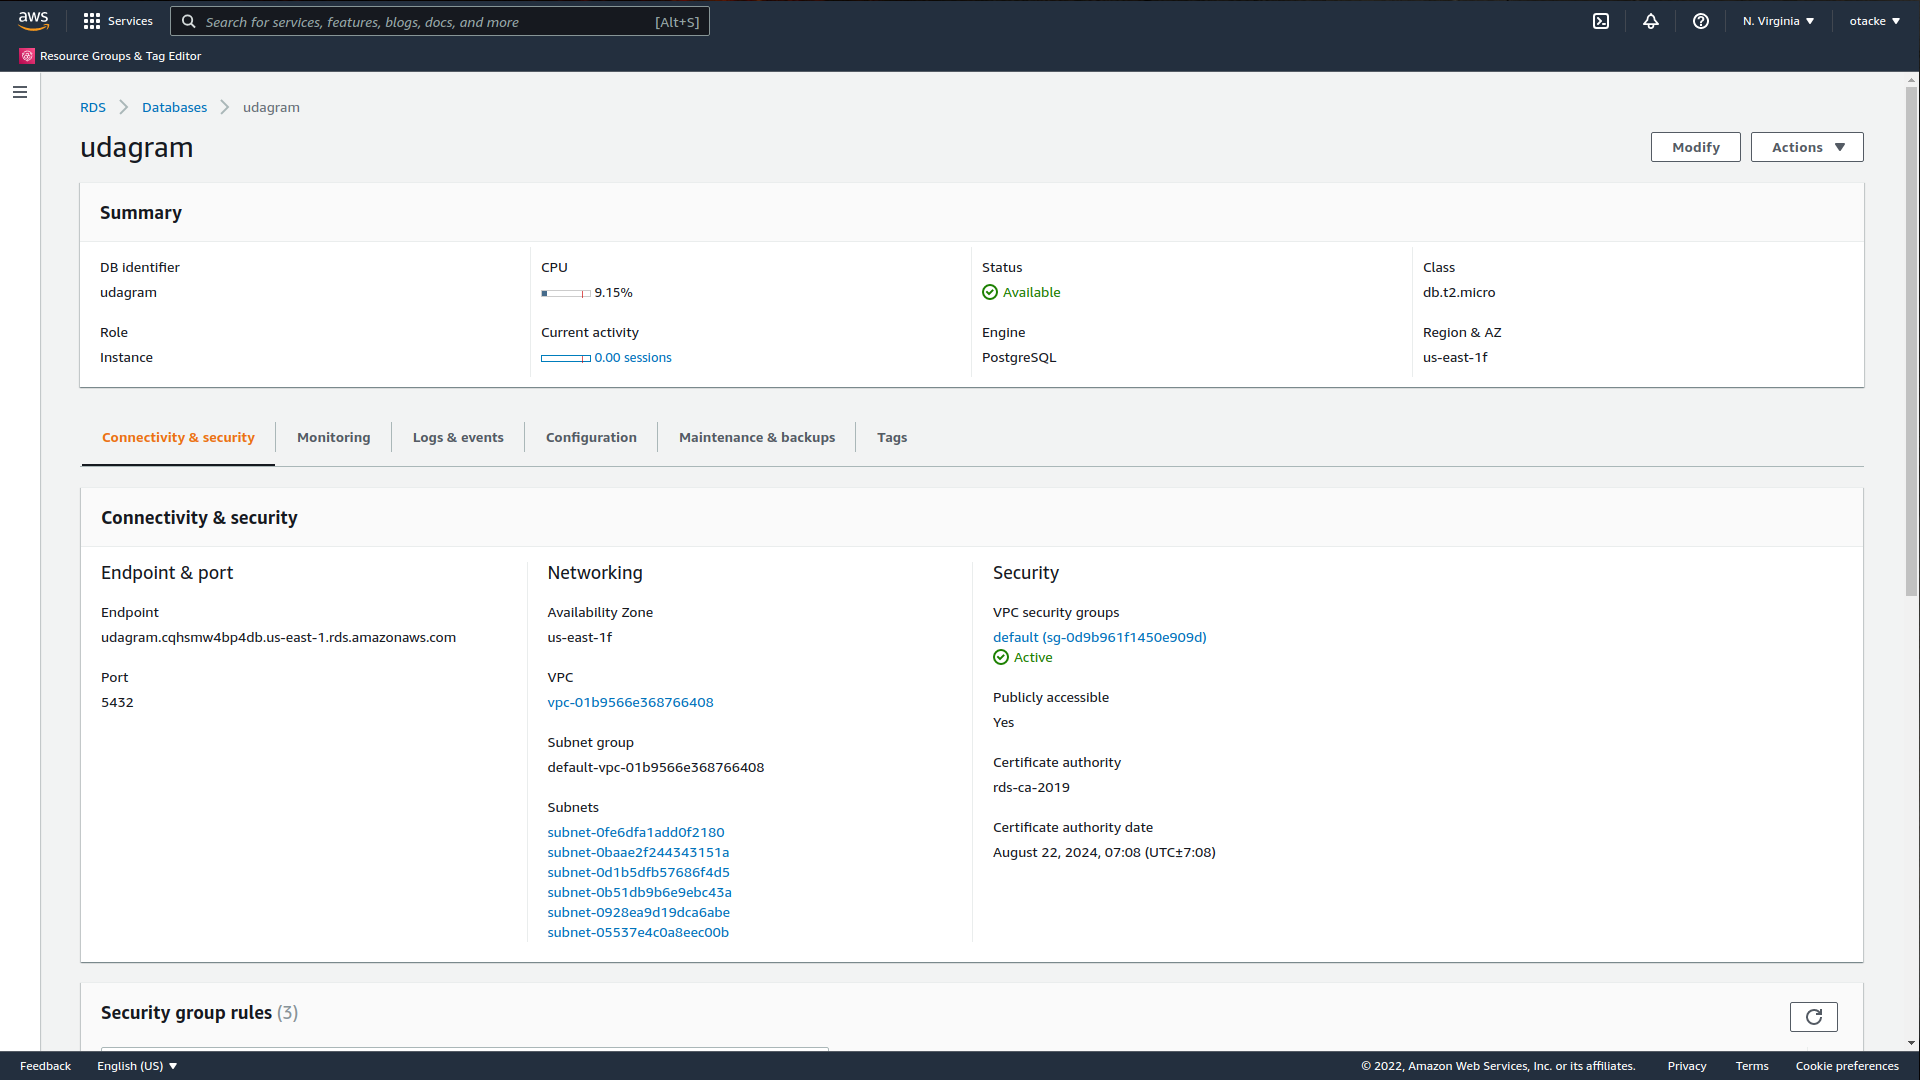 aws
Services
Search for services, features, blogs, docs, and more [Alt+S]
N. Virginia
otacke
Resource Groups & Tag Editor
RDS
Databases
udagram
udagram
Modify
Actions
Summary
DB identifier
udagram
CPU
9.15%
Status
Available
Class
db.t2.micro
Role
Instance
Current activity
0.00 sessions
Engine
PostgreSQL
Region & AZ
us-east-1f
Connectivity & security
Monitoring
Logs & events
Configuration
Maintenance & backups
Tags
Connectivity & security
Endpoint & port
Endpoint
udagram.cqhsmw4bp4db.us-east-1.rds.amazonaws.com
Port
5432
Networking
Availability Zone
us-east-1f
VPC
vpc-01b9566e368766408
Subnet group
default-vpc-01b9566e368766408
Subnets
subnet-0fe6dfa1add0f2180
subnet-0baae2f244343151a
subnet-0d1b5dfb57686f4d5
subnet-0b51db9b6e9ebc43a
subnet-0928ea9d19dca6abe
subnet-05537e4c0a8eec00b
Security
VPC security groups
default (sg-0d9b961f1450e909d)
Active
Publicly accessible
Yes
Certificate authority
rds-ca-2019
Certificate authority date
August 22, 2024, 07:08 (UTC±7:08)
Security group rules (3)
Feedback
English (US)
© 2022, Amazon Web Services, Inc. or its affiliates.
Privacy
Terms
Cookie preferences